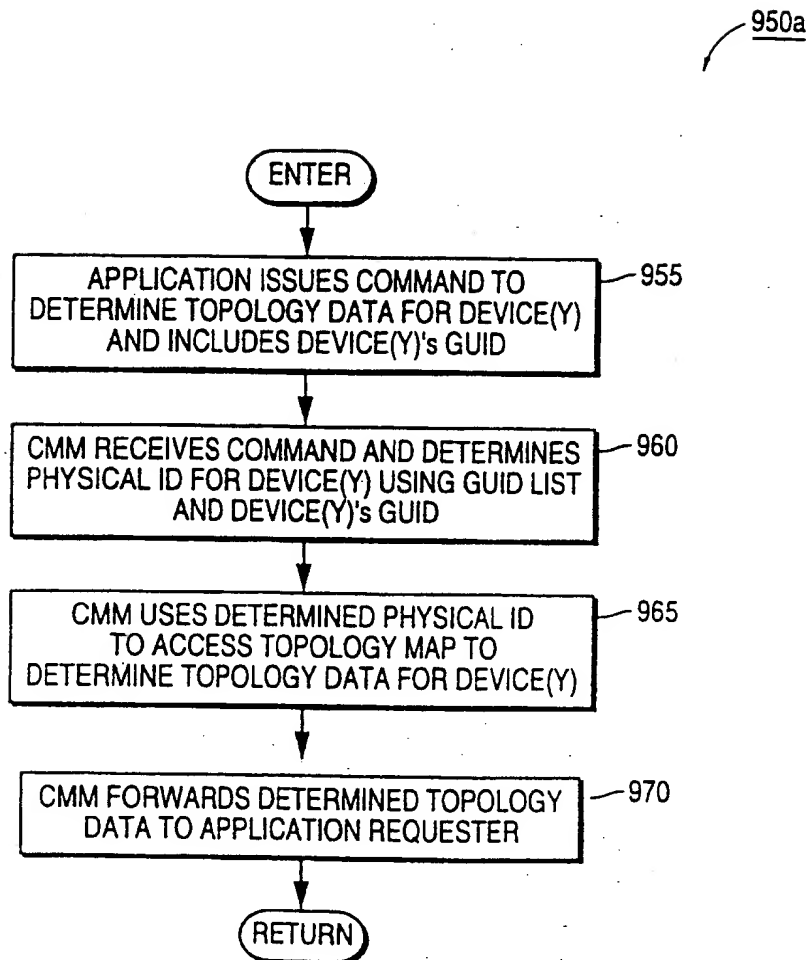 950a
ENTER
APPLICATION ISSUES COMMAND TO
DETERMINE TOPOLOGY DATA FOR DEVICE(Y)
AND INCLUDES DEVICE(Y)'s GUID
955
CMM RECEIVES COMMAND AND DETERMINES
PHYSICAL ID FOR DEVICE(Y) USING GUID LIST
AND DEVICE(Y)'s GUID
960
CMM USES DETERMINED PHYSICAL ID
TO ACCESS TOPOLOGY MAP TO
DETERMINE TOPOLOGY DATA FOR DEVICE(Y)
965
CMM FORWARDS DETERMINED TOPOLOGY
DATA TO APPLICATION REQUESTER
970
RETURN